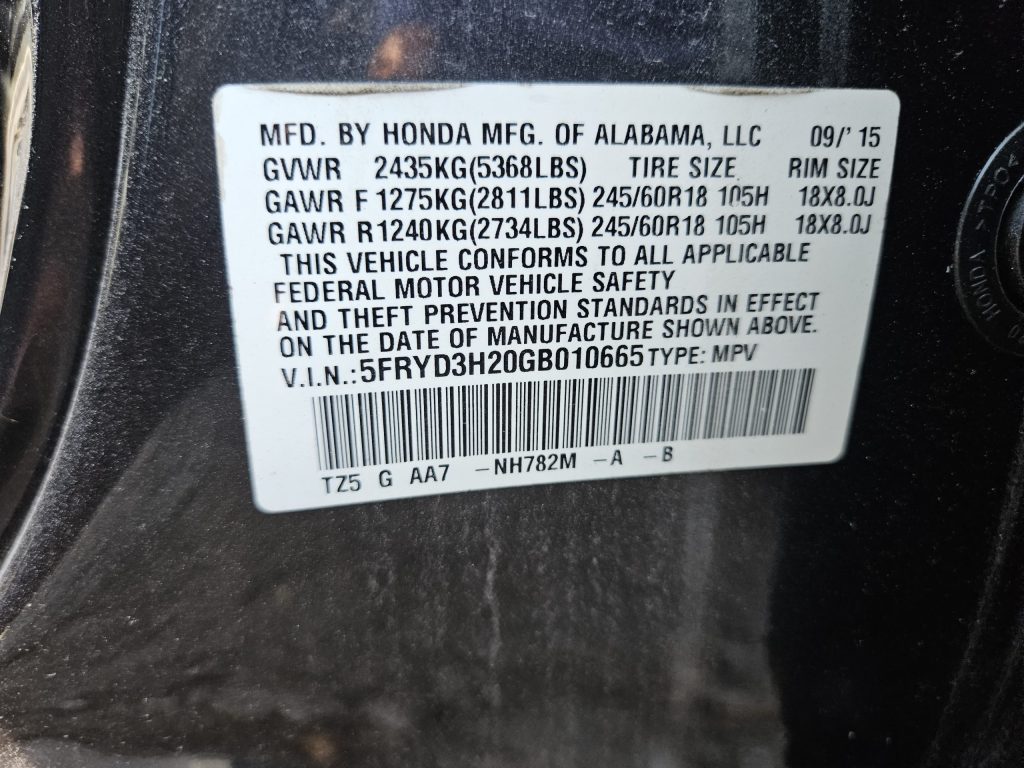 MFD. BY HONDA MFG. OF ALABAMA, LLC 09/' 15
GVWR 2435KG(5368LBS) TIRE SIZE RIM SIZE
GAWR F 1275KG(2811LBS) 245/60R18 105H 18X8.0J
GAWR R1240KG(2734LBS) 245/60R18 105H 18X8.0J
THIS VEHICLE CONFORMS TO ALL APPLICABLE
FEDERAL MOTOR VEHICLE SAFETY
AND THEFT PREVENTION STANDARDS IN EFFECT
ON THE DATE OF MANUFACTURE SHOWN ABOVE.
V.I.N.:5FRYD3H20GB010665 TYPE: MPV
TZ5 G AA7 -NH782M -A -B